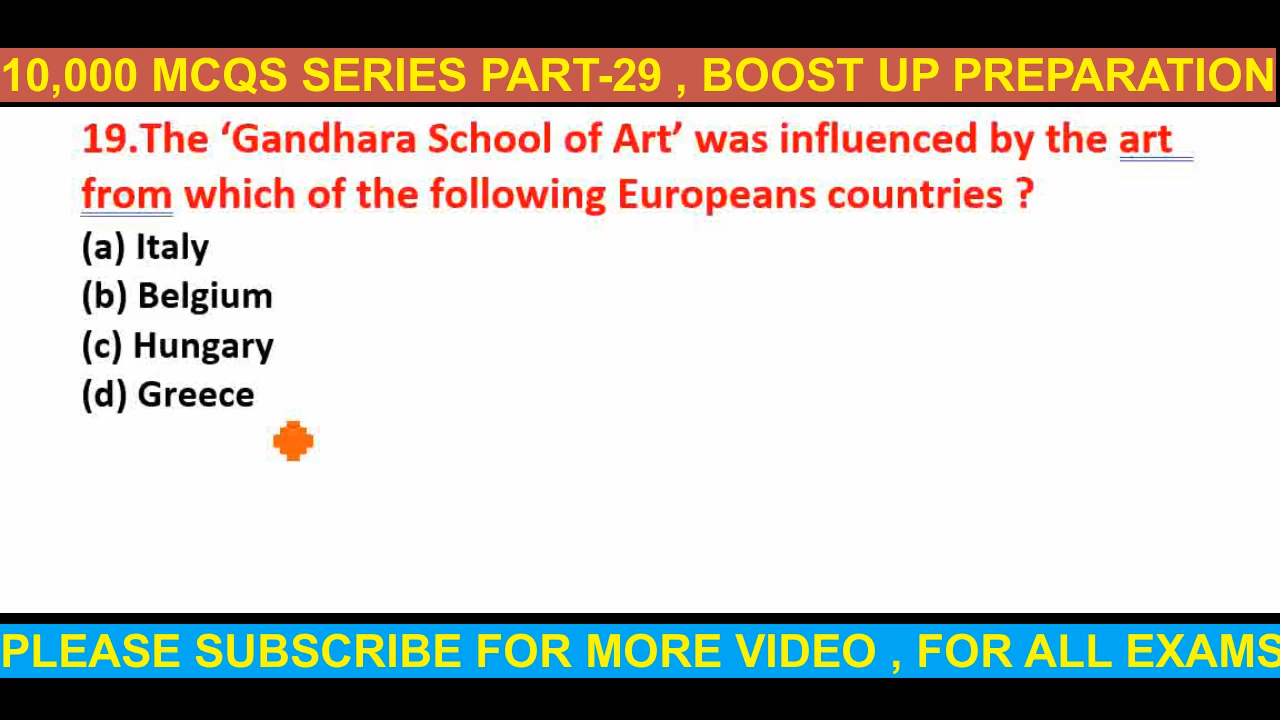 10,000 MCQS SERIES PART-29 , BOOST UP PREPARATION
19.The ‘Gandhara School of Art’ was influenced by the art
from which of the following Europeans countries ?
(a) Italy
(b) Belgium
(c) Hungary
(d) Greece
PLEASE SUBSCRIBE FOR MORE VIDEO , FOR ALL EXAMS